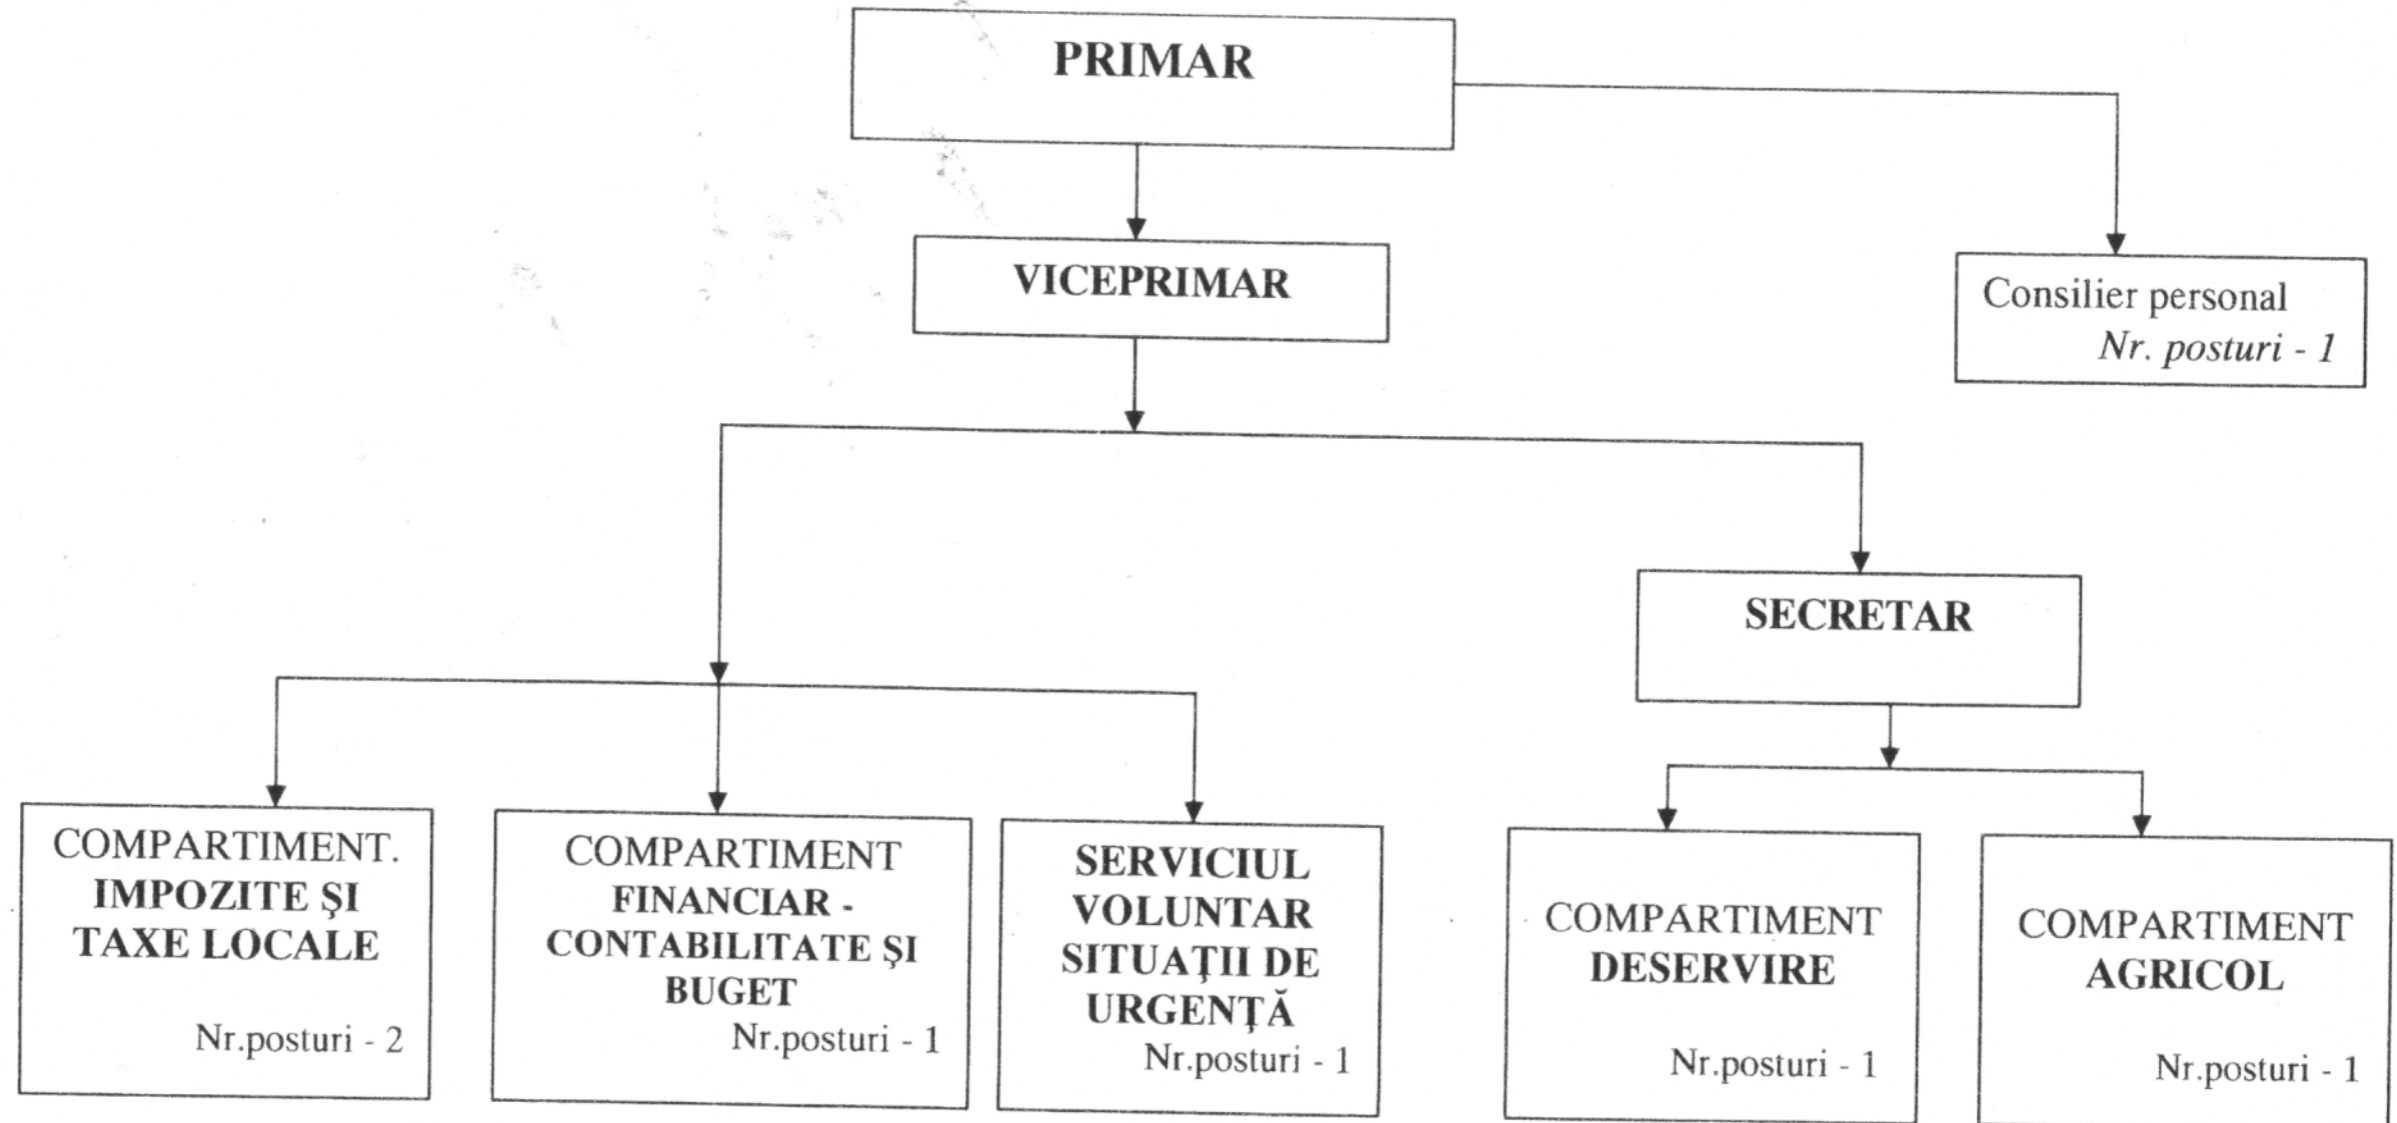 PRIMAR
VICEPRIMAR
Consilier personal
Nr. posturi - 1
SECRETAR
COMPARTIMENT.
IMPOZITE ŞI
TAXE LOCALE
Nr.posturi - 2
COMPARTIMENT
FINANCIAR -
CONTABILITATE ŞI
BUGET
Nr.posturi - 1
SERVICIUL
VOLUNTAR
SITUAŢII DE
URGENŢĂ
Nr.posturi - 1
COMPARTIMENT
DESERVIRE
Nr.posturi - 1
COMPARTIMENT
AGRICOL
Nr.posturi - 1